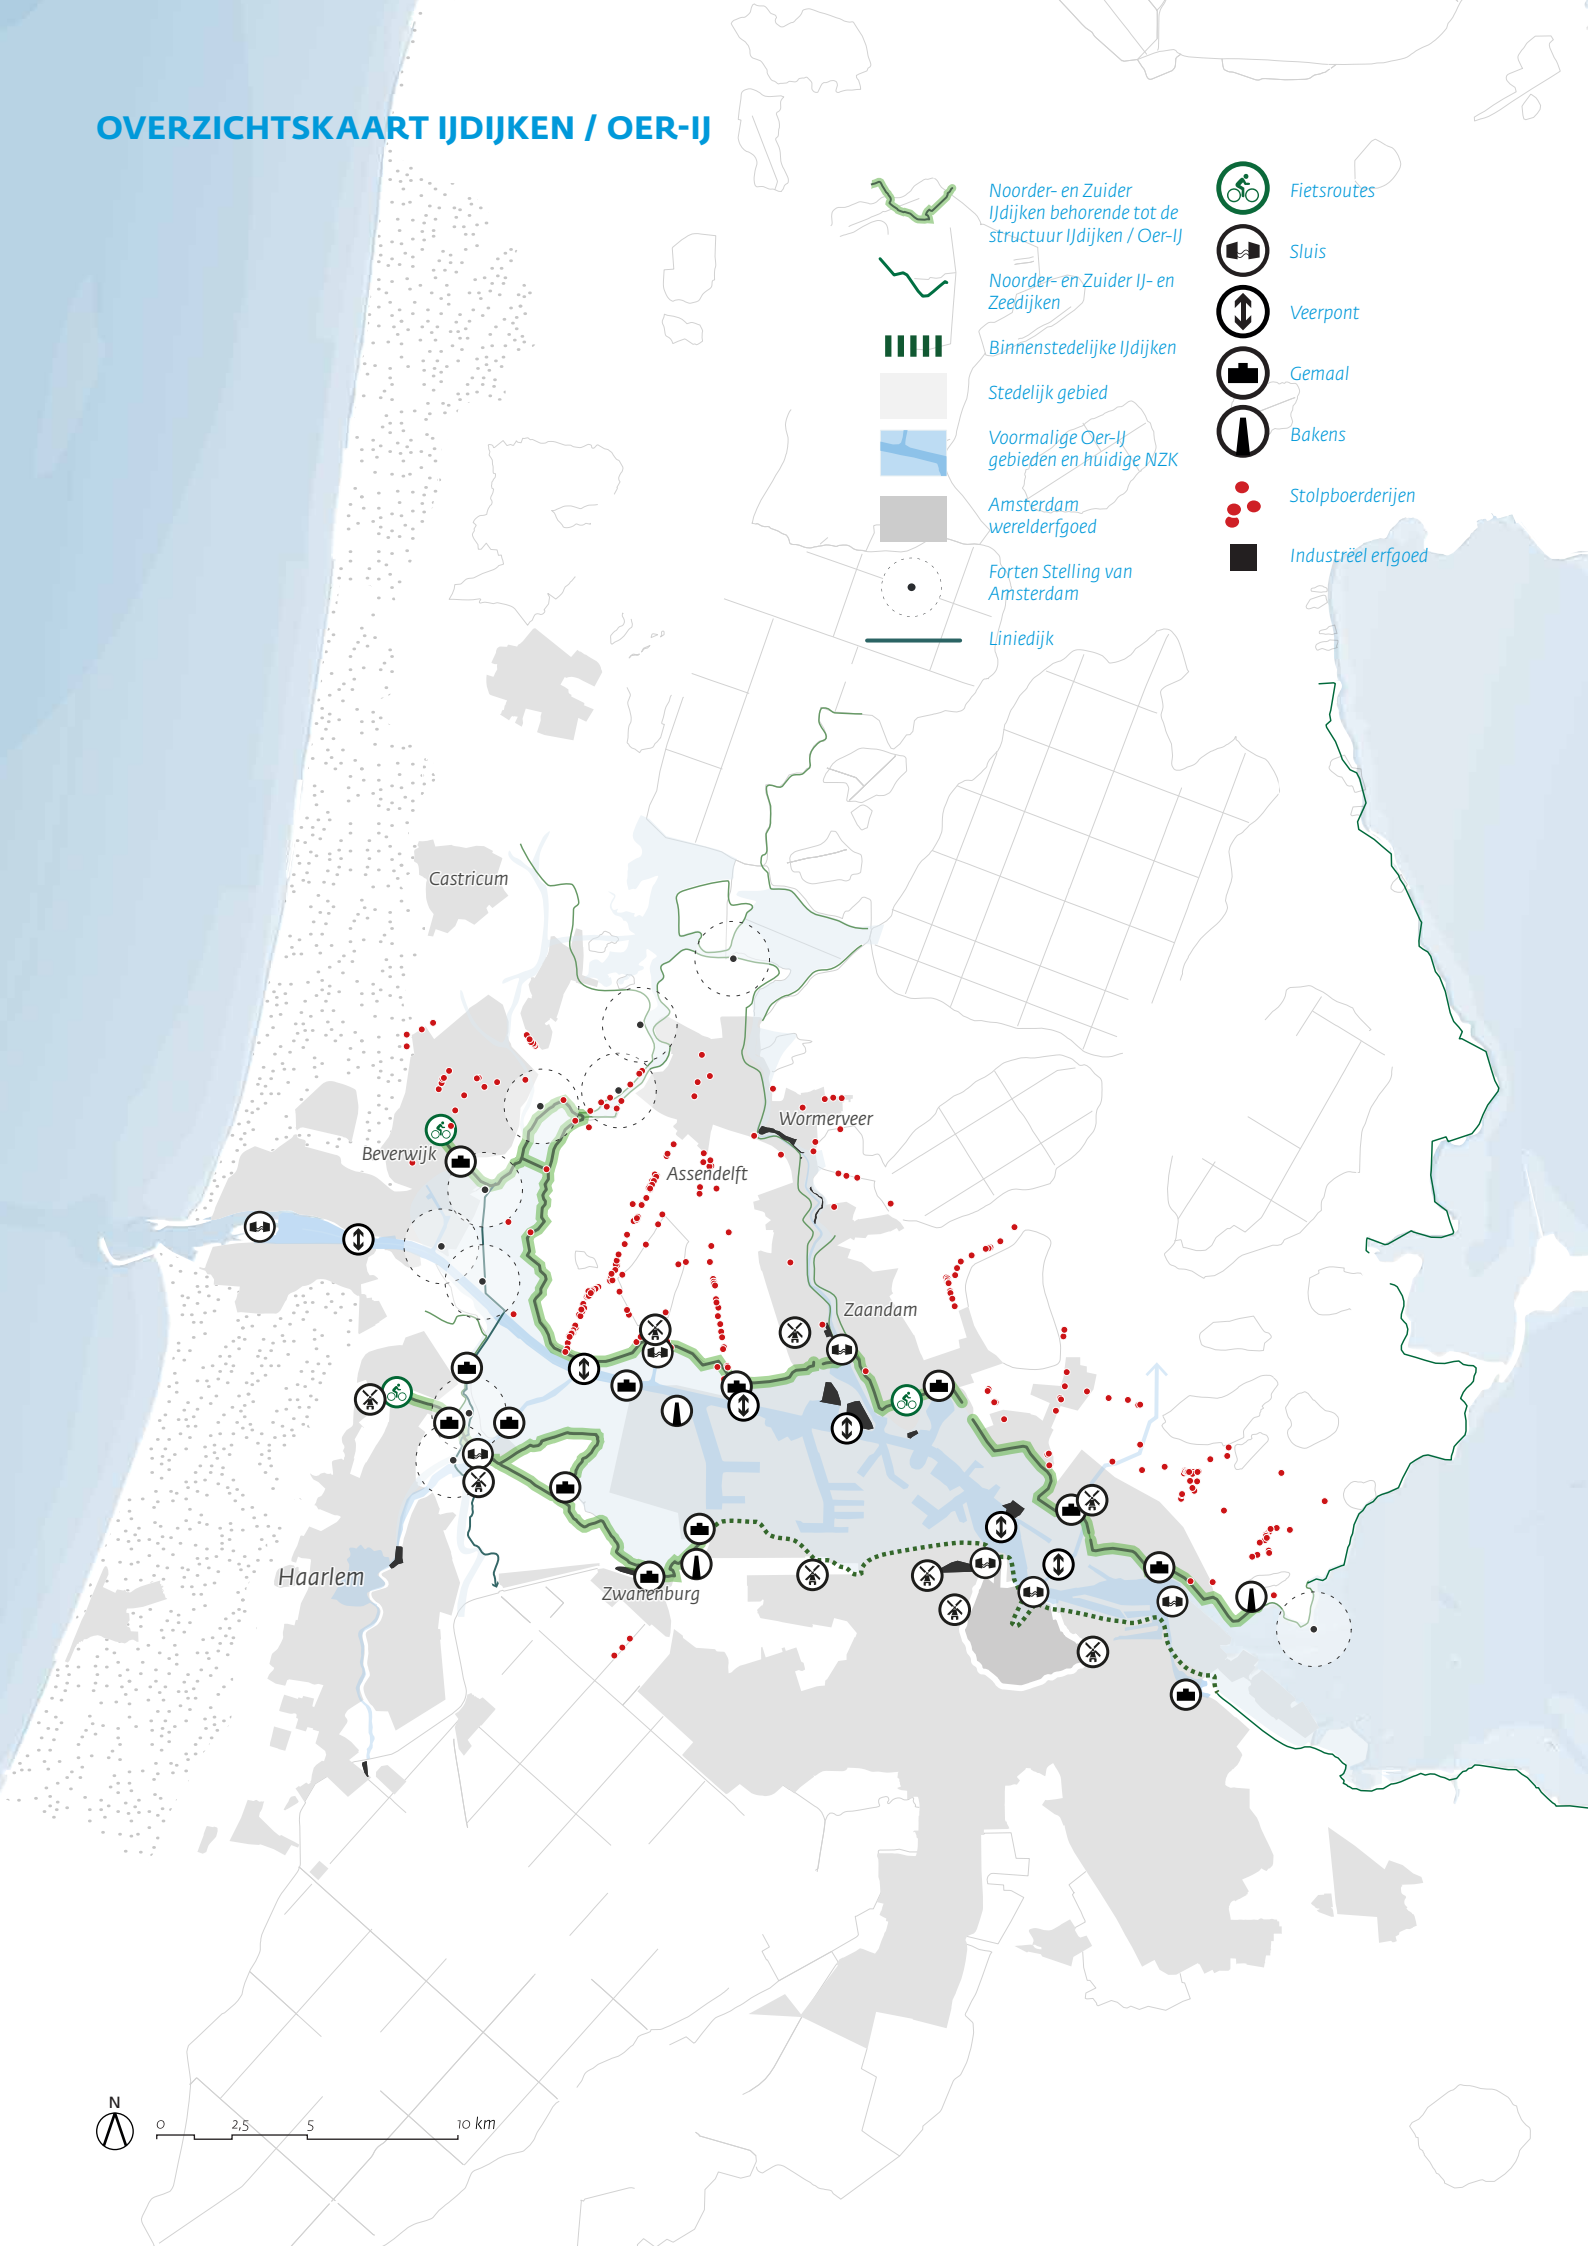 OVERZICHTSKAART IJDIJKEN / OER-IJ
Noorder- en Zuider
IJdijken behorende tot de
structuur IJdijken / Oer-IJ
Noorder- en Zuider IJ- en
Zeedijken
Binnenstedelijke IJdijken
Stedelijk gebied
Voormalige Oer-IJ
gebieden en huidige NZK
Amsterdam
werelderfgoed
Forten Stelling van
Amsterdam
Liniedijk
Fietsroutes
Sluis
Veerpont
Gemaal
Bakens
Stolpboerderijen
Industrëel erfgoed
Castricum
Wormerveer
Beverwijk
Assendelft
Zaandam
Haarlem
Zwanenburg
N
0 2,5 5 10 km